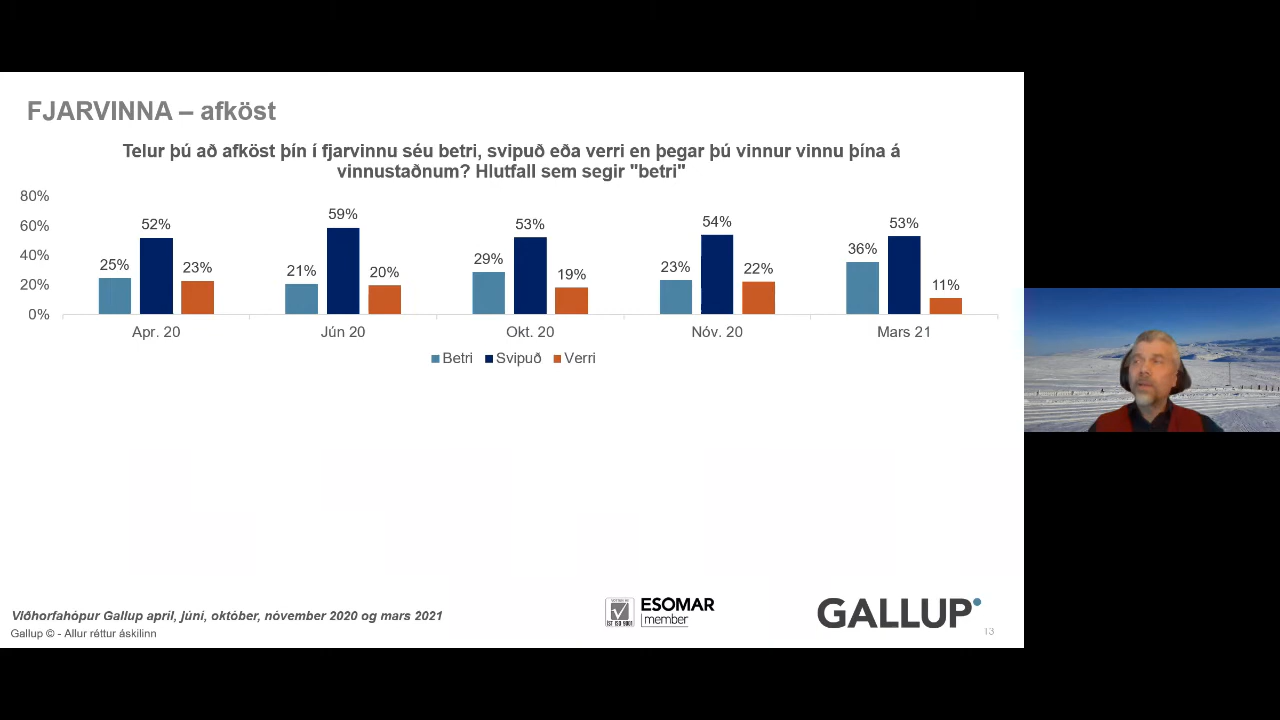 FJARVINNA – afköst
Telur þú að afköst þín í fjarvinnu séu betri, svipuð eða verri en þegar þú vinnur vinnu þína á
vinnustaðnum? Hlutfall sem segir "betri"
80%
60%
40%
20%
0%
25%
52%
23%
21%
59%
20%
29%
53%
19%
23%
54%
22%
36%
53%
11%
Apr. 20
Jún 20
Okt. 20
Nóv. 20
Mars 21
Betri
Svipuð
Verri
Viðhorfahópur Gallup apríl, júní, október, nóvember 2020 og mars 2021
Gallup © - Allur réttur áskilinn
IST ISO 9001
ESOMAR
member
GALLUP
13